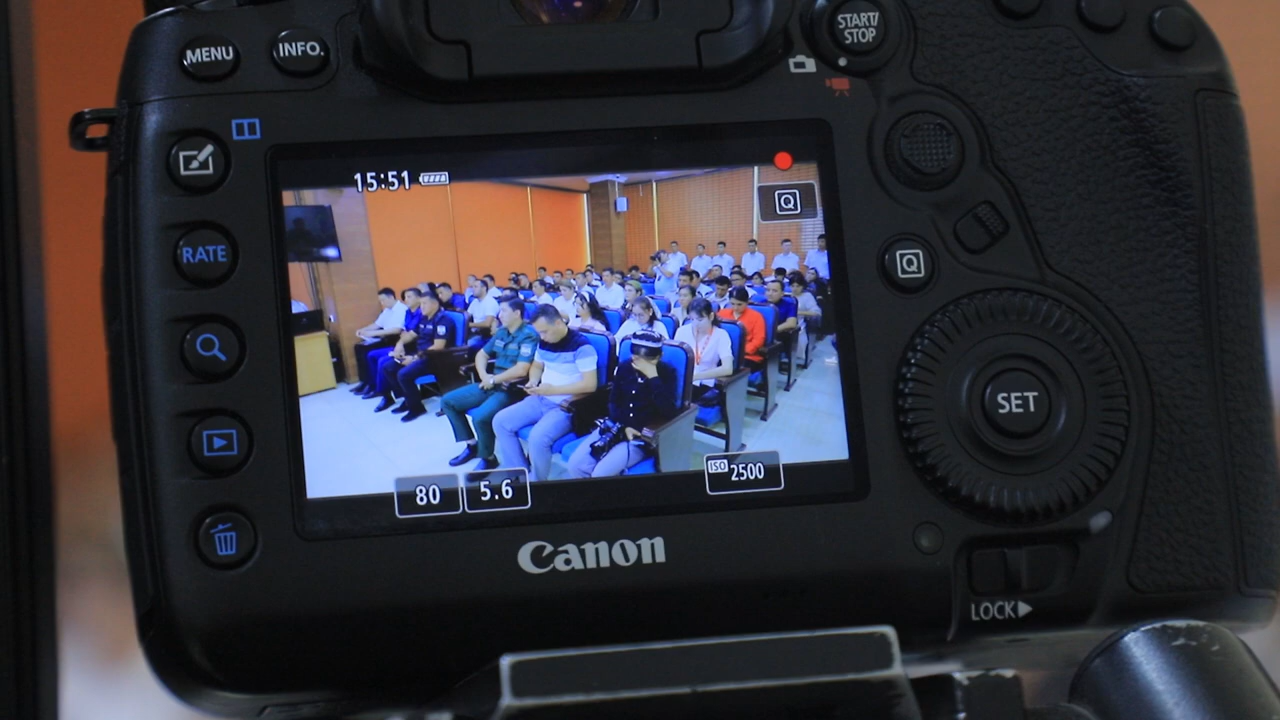 MENU INFO.
START/
STOP
15:51
Q
RATE
Q
SET
80 5.6 ISO 2500
Canon
LOCK